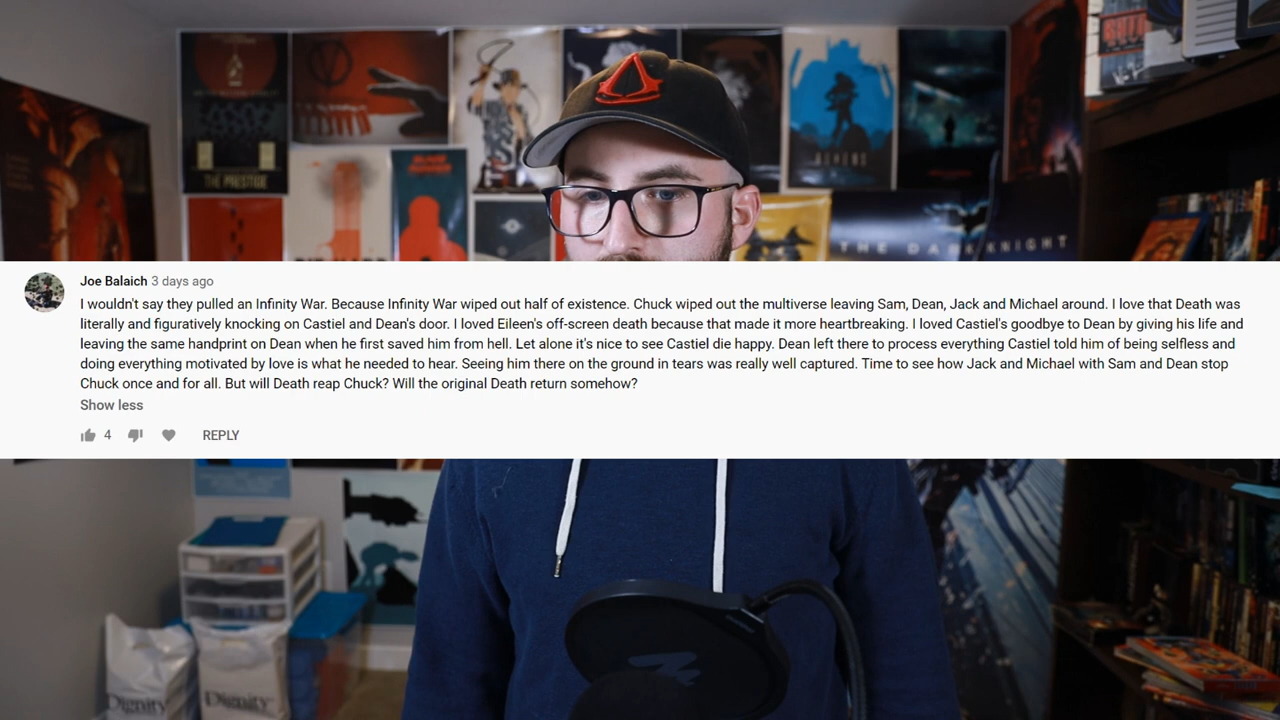 THE PRESTIGE
ALIENS
THE DARK KNIGHT
Joe Balaich 3 days ago
I wouldn't say they pulled an Infinity War. Because Infinity War wiped out half of existence. Chuck wiped out the multiverse leaving Sam, Dean, Jack and Michael around. I love that Death was
literally and figuratively knocking on Castiel and Dean's door. I loved Eileen's off-screen death because that made it more heartbreaking. I loved Castiel's goodbye to Dean by giving his life and
leaving the same handprint on Dean when he first saved him from hell. Let alone it's nice to see Castiel die happy. Dean left there to process everything Castiel told him of being selfless and
doing everything motivated by love is what he needed to hear. Seeing him there on the ground in tears was really well captured. Time to see how Jack and Michael with Sam and Dean stop
Chuck once and for all. But will Death reap Chuck? Will the original Death return somehow?
Show less
4 REPLY
Dignity
Dignity